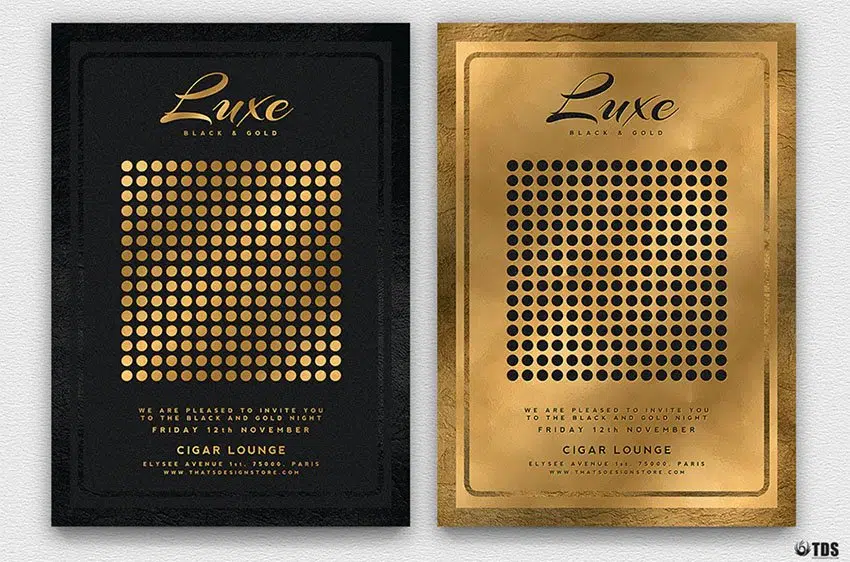 Luxe
BLACK & GOLD
WE ARE PLEASED TO INVITE YOU
TO THE BLACK AND GOLD NIGHT
FRIDAY 12th NOVEMBER
CIGAR LOUNGE
ELYSEE AVENUE 1st, 75000, PARIS
WWW.THATSDESIGNSTORE.COM
Luxe
BLACK & GOLD
WE ARE PLEASED TO INVITE YOU
TO THE BLACK AND GOLD NIGHT
FRIDAY 12th NOVEMBER
CIGAR LOUNGE
ELYSEE AVENUE 1st, 75000, PARIS
WWW.THATSDESIGNSTORE.COM
TDS